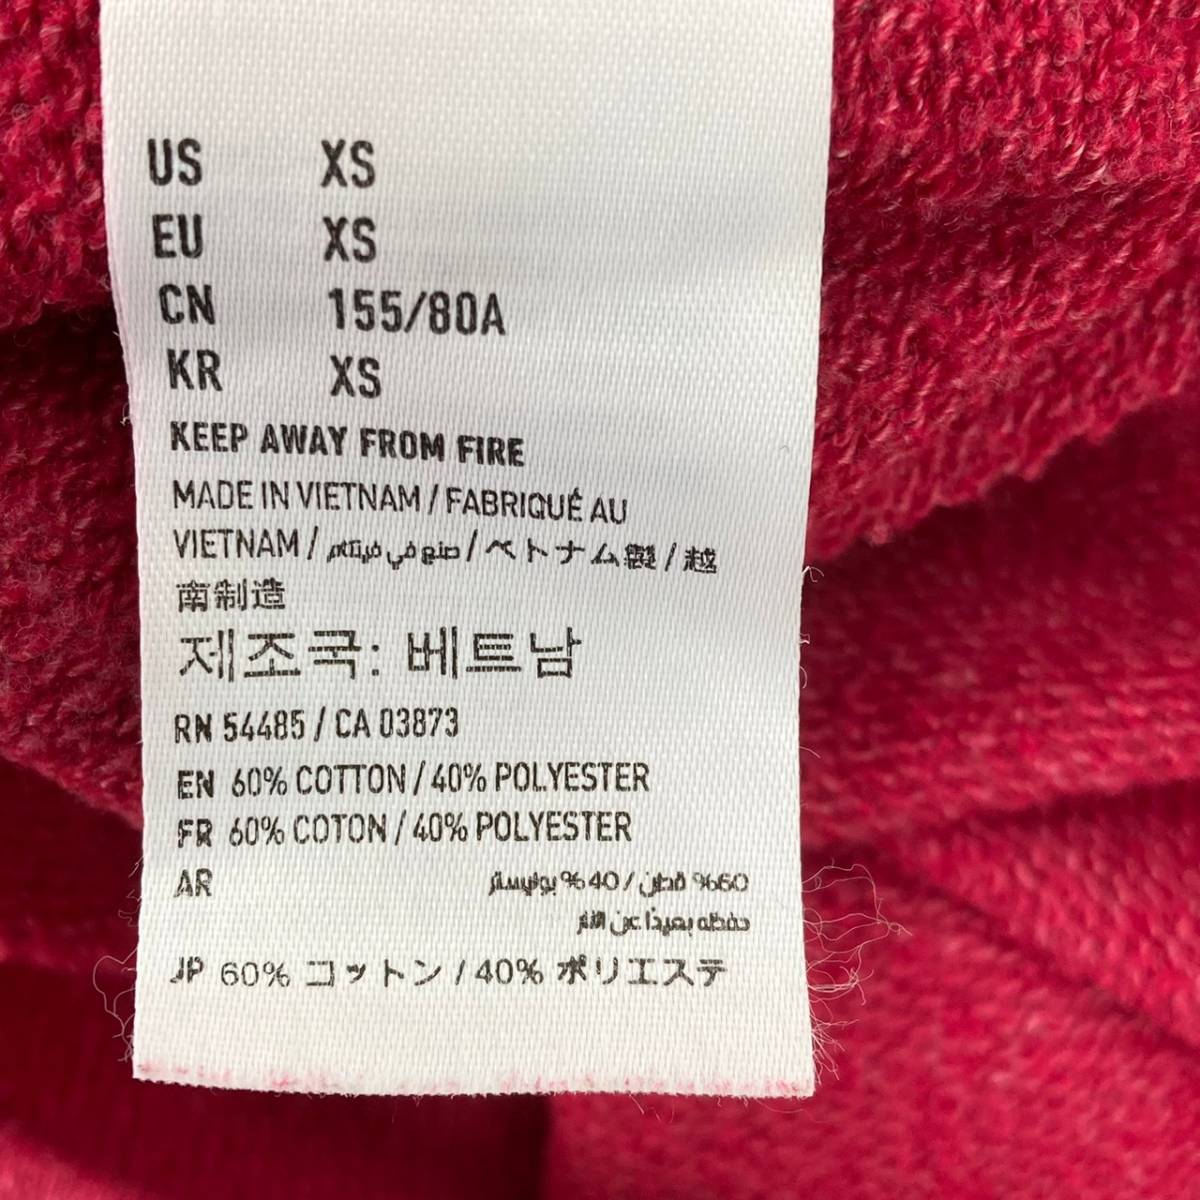 US XS
EU XS
CN 155/80A
KR XS
KEEP AWAY FROM FIRE
MADE IN VIETNAM / FABRIQUÉ AU
VIETNAM / صنع في فيتنام / ベトナム製 / 越
南制造
제조국: 베트남
RN 54485 / CA 03873
EN 60% COTTON / 40% POLYESTER
FR 60% COTON / 40% POLYESTER
AR 60% قطن / 40% بوليستر
حفظه بعيدًا عن النار
JP 60% コットン / 40% ポリエステ